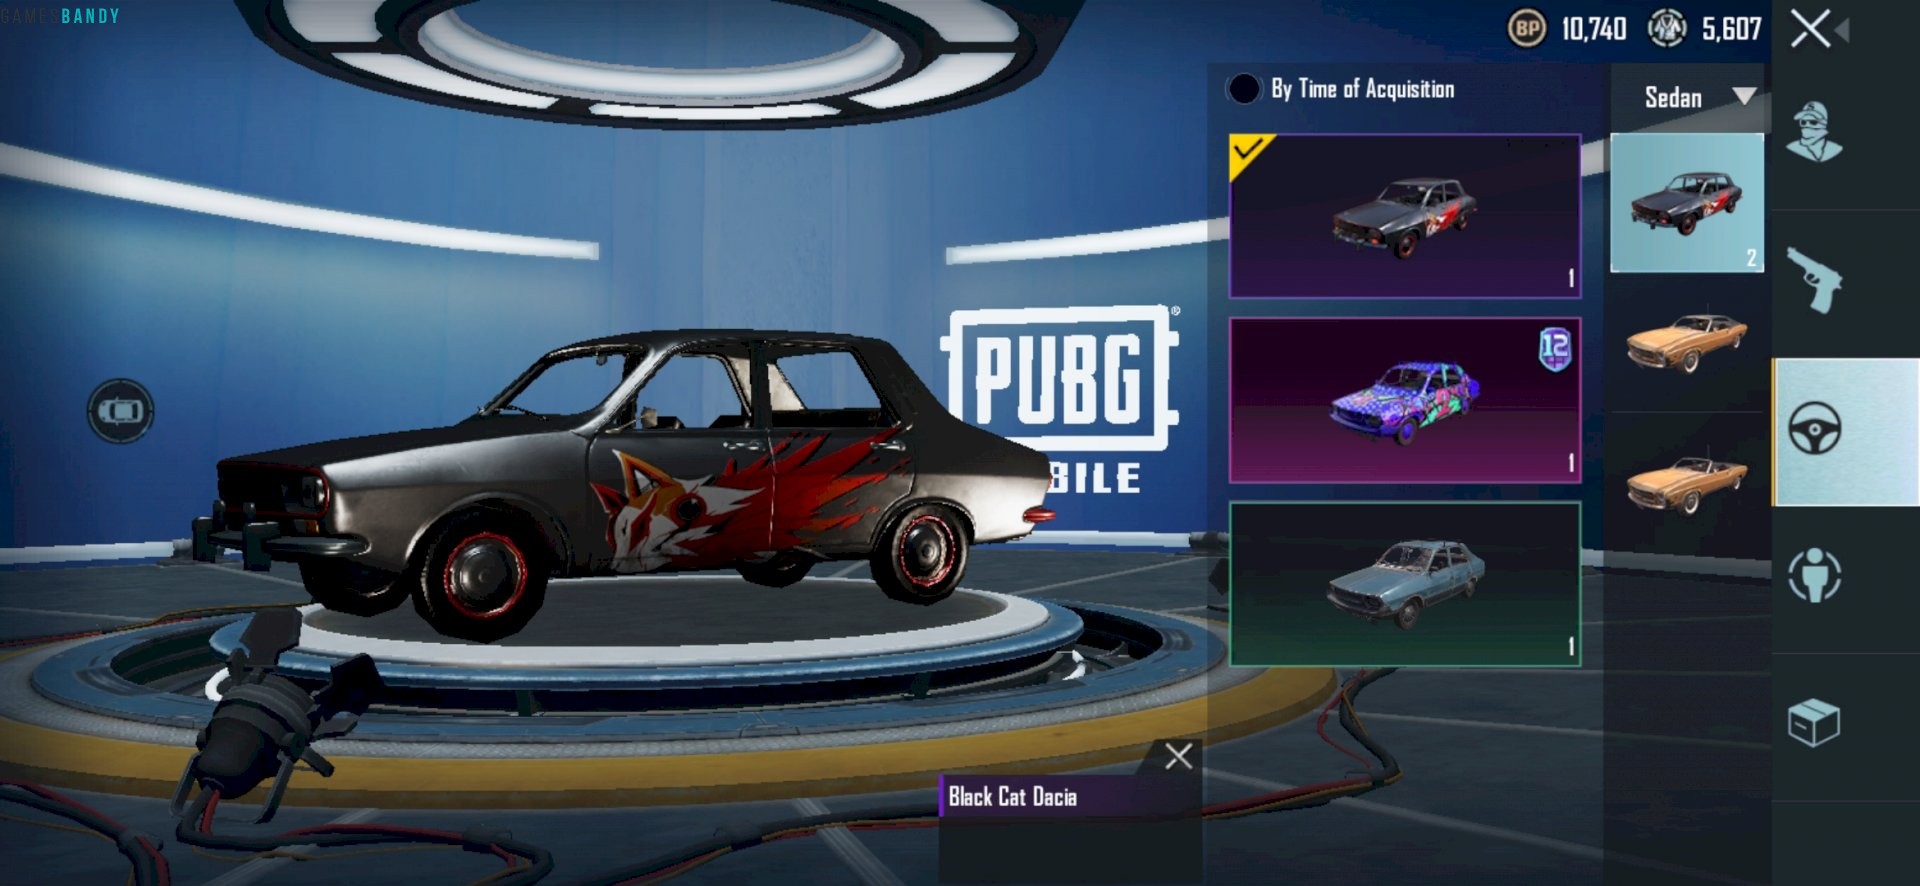 GAMESBANDY
BP 10,740 5,607
By Time of Acquisition
Sedan
1
2
12
1
1
PUBG®
BILE
Black Cat Dacia